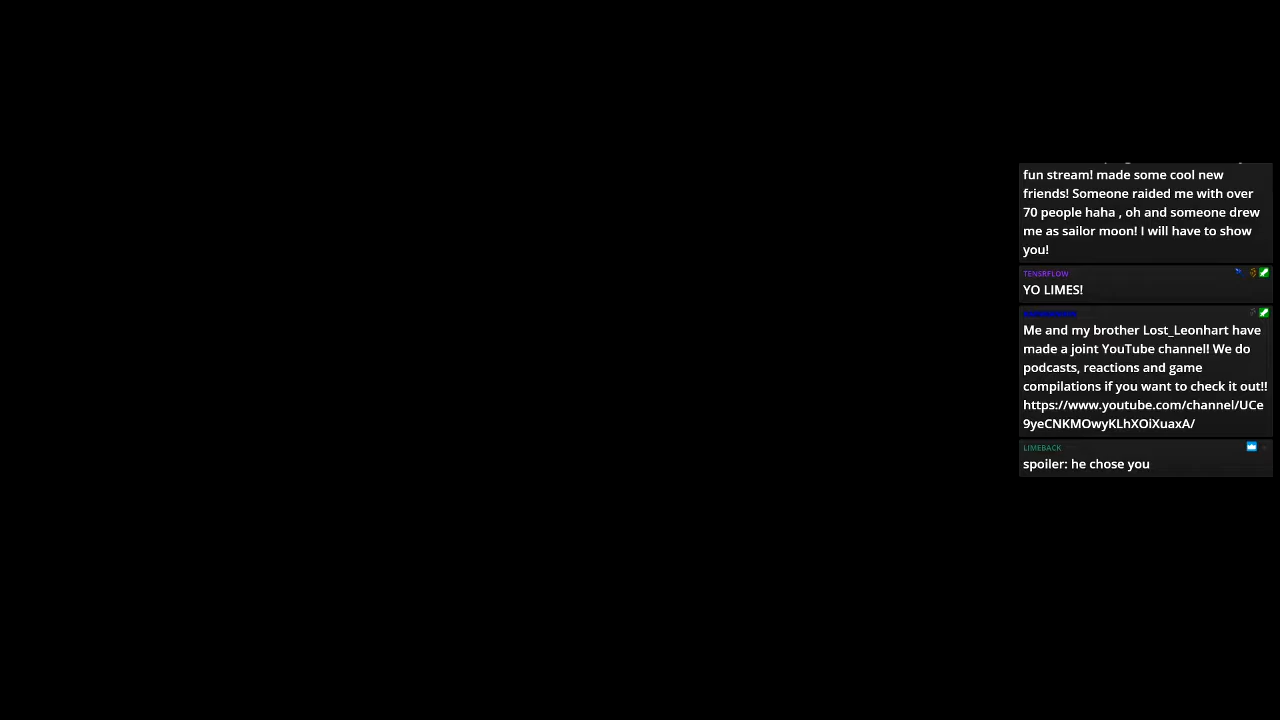 fun stream! made some cool new
friends! Someone raided me with over
70 people haha , oh and someone drew
me as sailor moon! I will have to show
you!
TENSRFLOW
YO LIMES!
Me and my brother Lost_Leonhart have
made a joint YouTube channel! We do
podcasts, reactions and game
compilations if you want to check it out!!
https://www.youtube.com/channel/UCe
9yeCNKMOwyKLhXOiXuaxA/
LIMEBACK
spoiler: he chose you